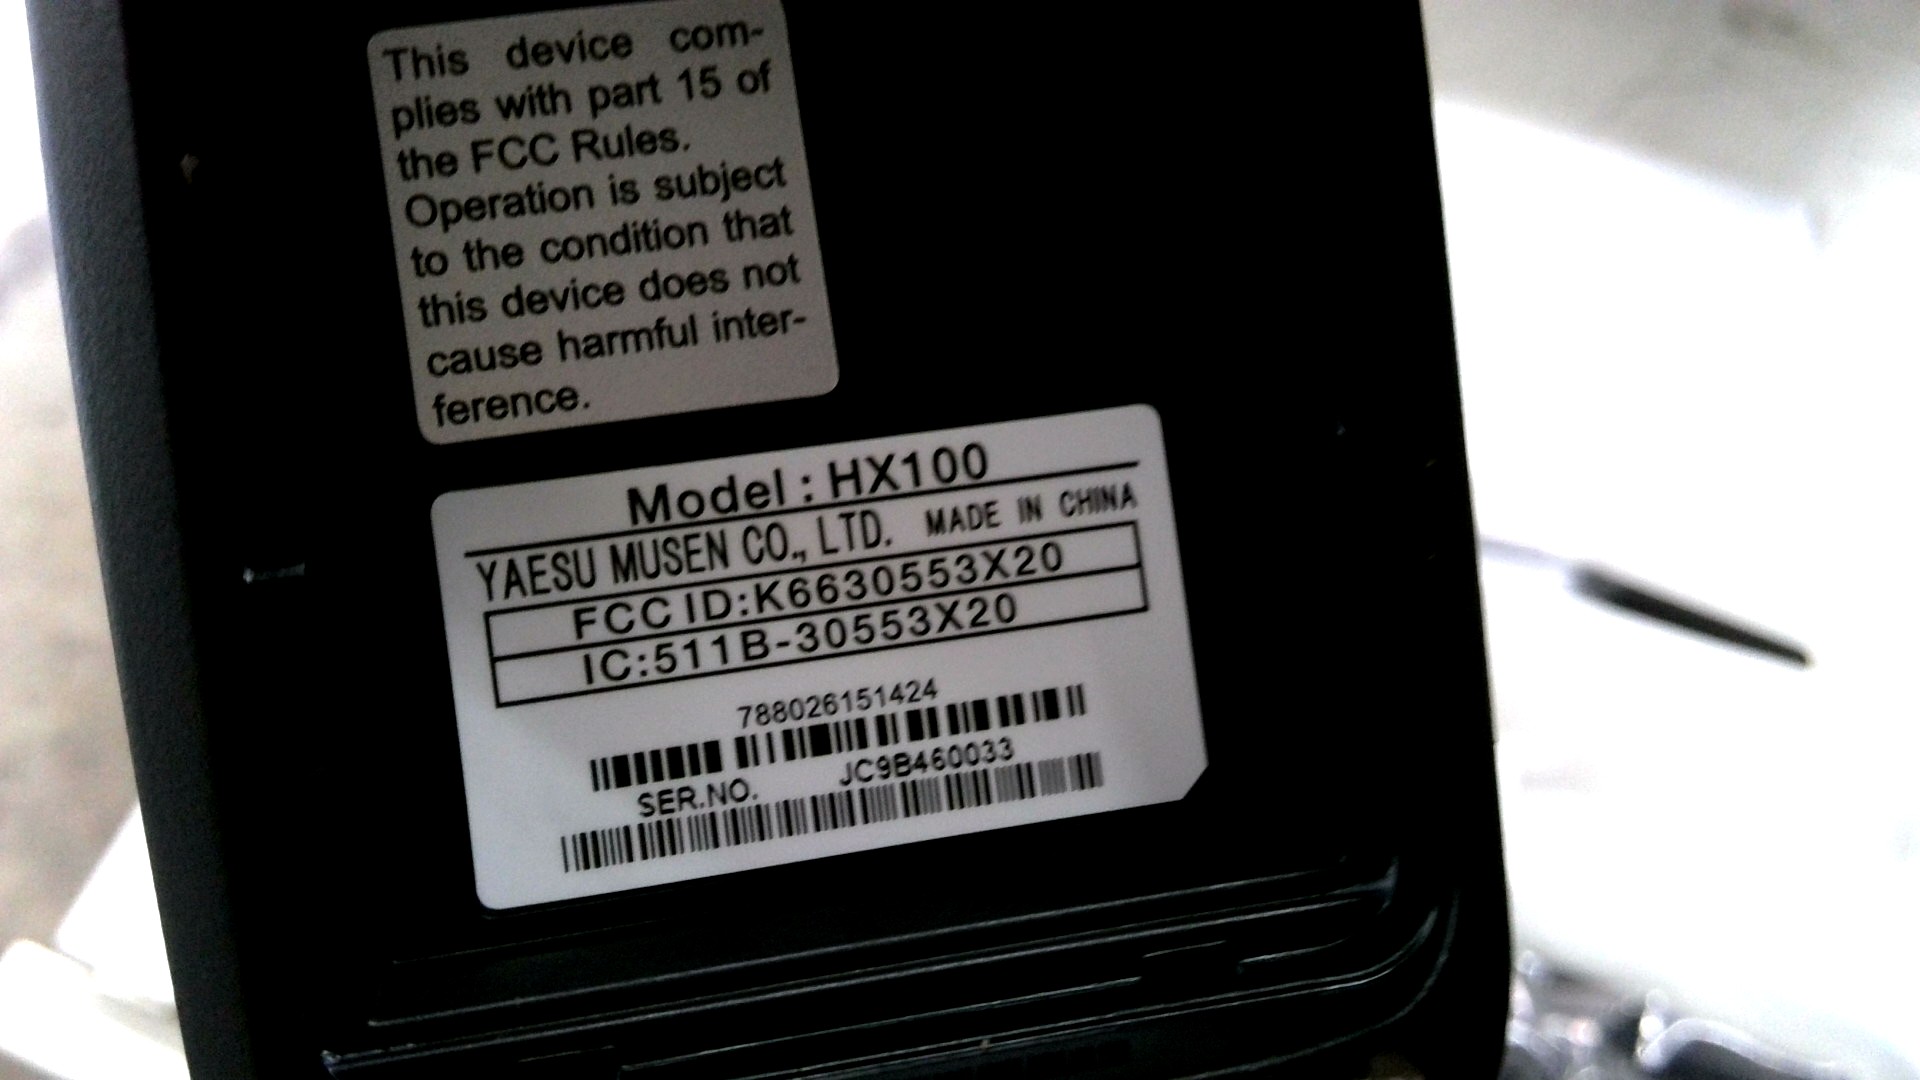 This device com-
plies with part 15 of
the FCC Rules.
Operation is subject
to the condition that
this device does not
cause harmful inter-
ference.
Model : HX100
YAESU MUSEN CO., LTD. MADE IN CHINA
FCC ID:K6630553X20
IC:511B-30553X20
788026151424
SER.NO. JC9B460033